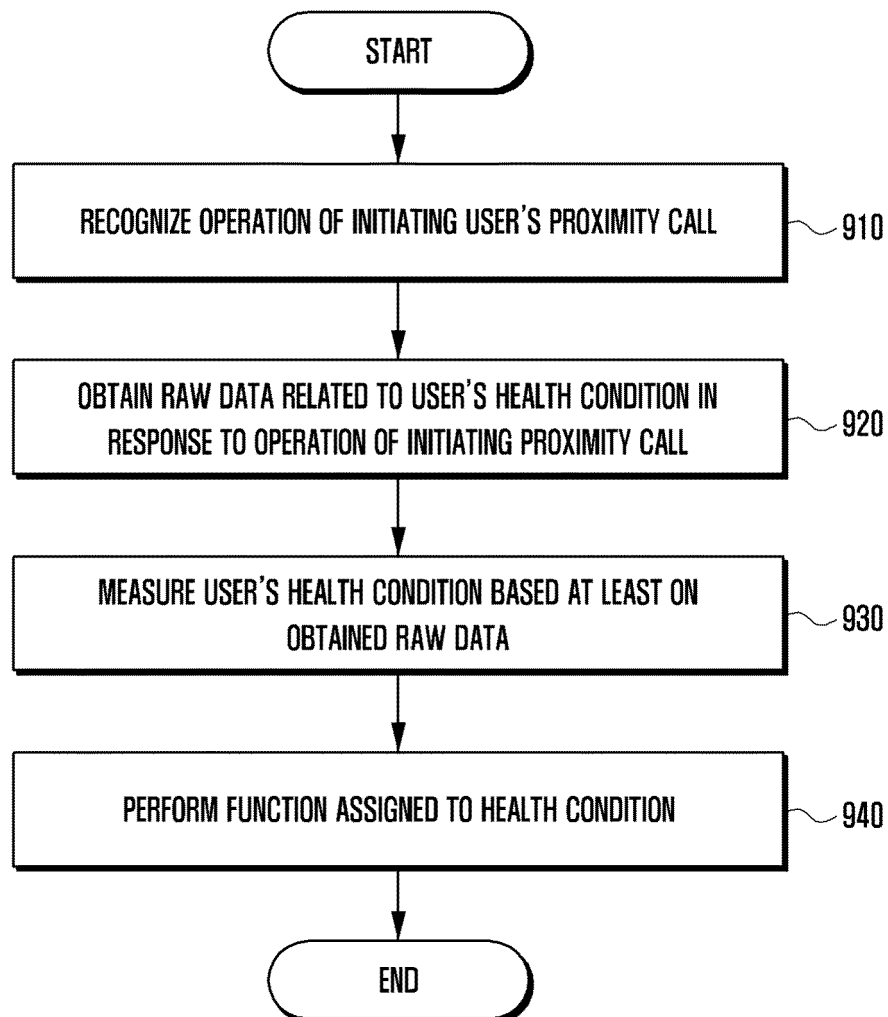 START
RECOGNIZE OPERATION OF INITIATING USER'S PROXIMITY CALL
910
OBTAIN RAW DATA RELATED TO USER'S HEALTH CONDITION IN
RESPONSE TO OPERATION OF INITIATING PROXIMITY CALL
920
MEASURE USER'S HEALTH CONDITION BASED AT LEAST ON
OBTAINED RAW DATA
930
PERFORM FUNCTION ASSIGNED TO HEALTH CONDITION
940
END